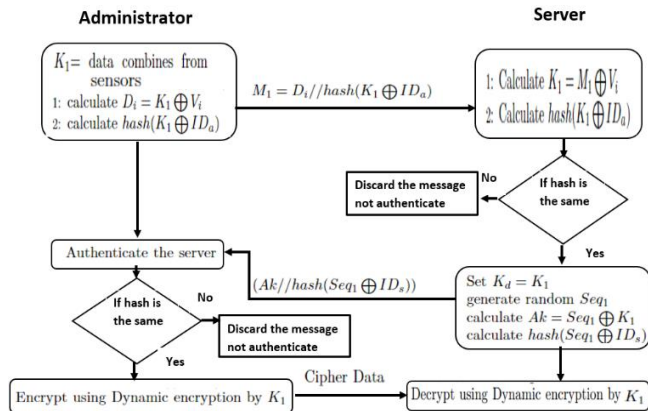 Administrator
Server
K₁= data combines from
sensors
1: calculate Dᵢ = K₁ ⊕ Vᵢ
2: calculate hash(K₁ ⊕ IDₐ)
M₁ = Dᵢ//hash(K₁ ⊕ IDₐ)
1: Calculate K₁ = M₁ ⊕ Vᵢ
2: Calculate hash(K₁ ⊕ IDₐ)
No
Discard the message
not authenticate
If hash is
the same
Yes
Authenticate the server
(Ak//hash(Seq₁ ⊕ IDₛ))
Set K_d = K₁
generate random Seq₁
calculate Ak = Seq₁ ⊕ K₁
calculate hash(Seq₁ ⊕ IDₛ)
If hash is
the same
No
Discard the message
not authenticate
Yes
Encrypt using Dynamic encryption by K₁
Cipher Data
Decrypt using Dynamic encryption by K₁